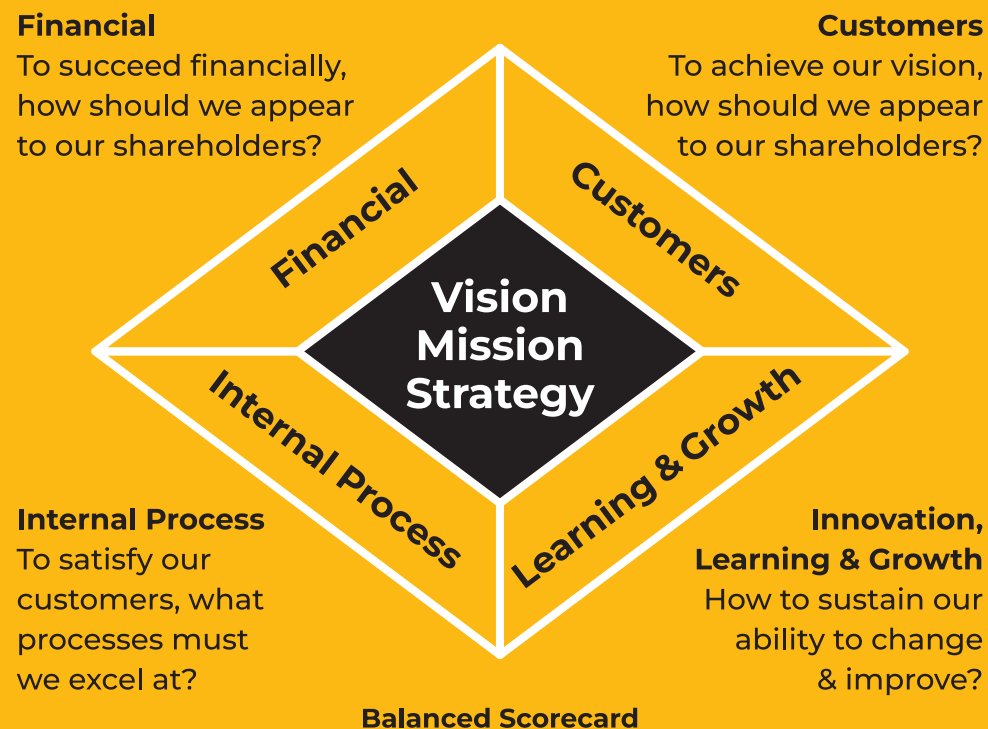 Financial
To succeed financially,
how should we appear
to our shareholders?
Customers
To achieve our vision,
how should we appear
to our shareholders?
Financial
Customers
Vision
Mission
Strategy
Internal Process
Learning & Growth
Internal Process
To satisfy our
customers, what
processes must
we excel at?
Innovation,
Learning & Growth
How to sustain our
ability to change
& improve?
Balanced Scorecard